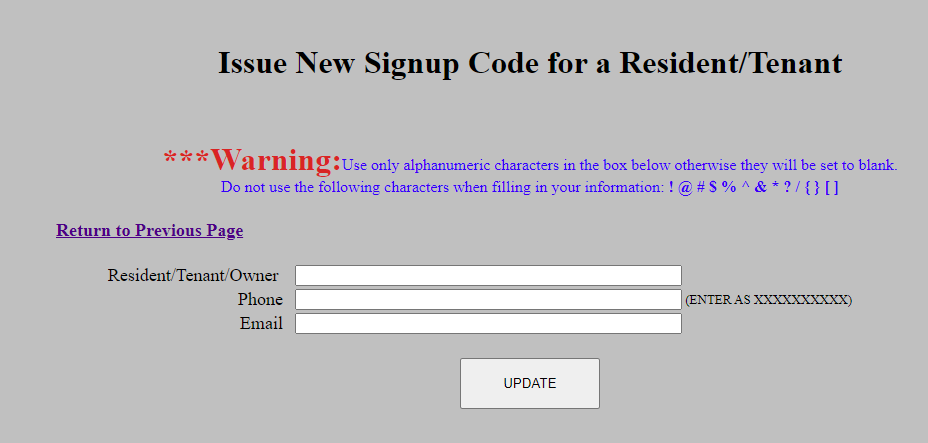 Issue New Signup Code for a Resident/Tenant
***Warning:Use only alphanumeric characters in the box below otherwise they will be set to blank.
Do not use the following characters when filling in your information: ! @ # $ % ^ & * ? / { } [ ]
Return to Previous Page
Resident/Tenant/Owner
Phone (ENTER AS XXXXXXXXXX)
Email
UPDATE